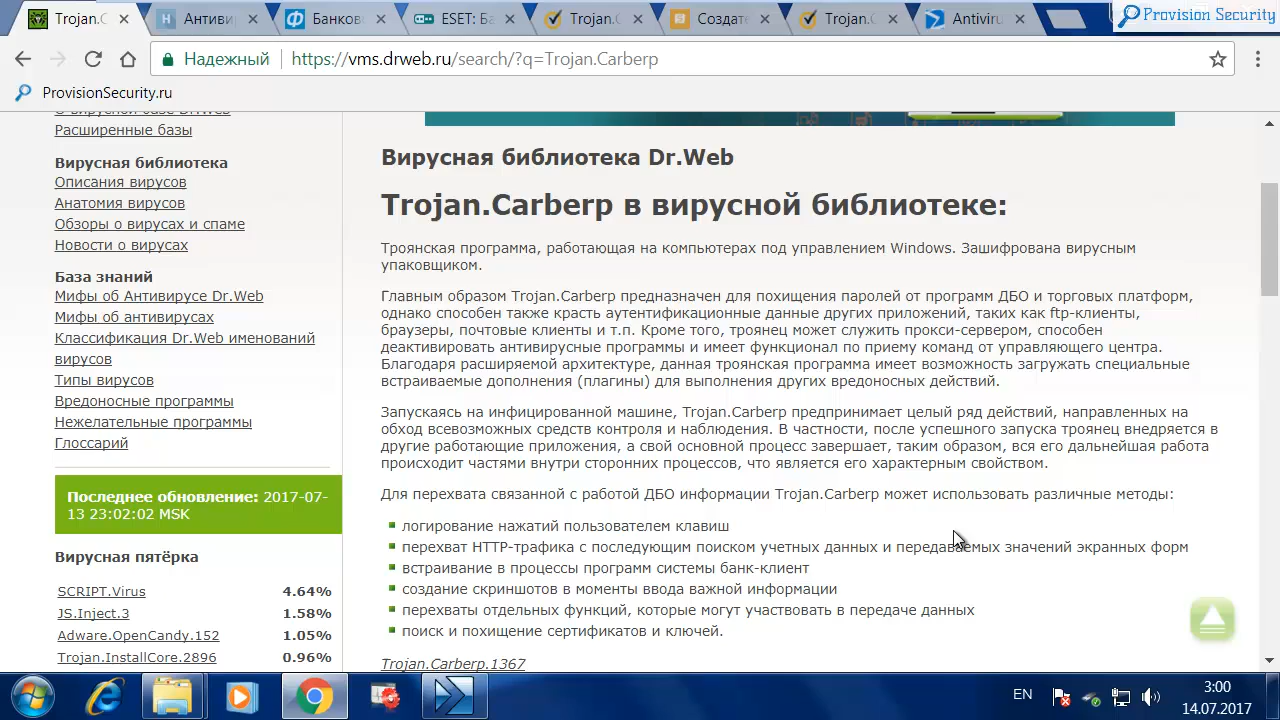 Trojan.C
Антиви
Банков
ESET: Ба
Trojan.C
Создат
Trojan.C
Antiviru
Provision Security
Надежный
https://vms.drweb.ru/search/?q=Trojan.Carberp
ProvisionSecurity.ru
О вирусной базе Dr.Web
Расширенные базы
Вирусная библиотека
Описания вирусов
Анатомия вирусов
Обзоры о вирусах и спаме
Новости о вирусах
База знаний
Мифы об Антивирусе Dr.Web
Мифы об антивирусах
Классификация Dr.Web именований
вирусов
Типы вирусов
Вредоносные программы
Нежелательные программы
Глоссарий
Последнее обновление: 2017-07-
13 23:02:02 MSK
Вирусная пятёрка
SCRIPT.Virus 4.64%
JS.Inject.3 1.58%
Adware.OpenCandy.152 1.05%
Trojan.InstallCore.2896 0.96%
Вирусная библиотека Dr.Web
Trojan.Carberp в вирусной библиотеке:
Троянская программа, работающая на компьютерах под управлением Windows. Зашифрована вирусным
упаковщиком.
Главным образом Trojan.Carberp предназначен для похищения паролей от программ ДБО и торговых платформ,
однако способен также красть аутентификационные данные других приложений, таких как ftp-клиенты,
браузеры, почтовые клиенты и т.п. Кроме того, троянец может служить прокси-сервером, способен
деактивировать антивирусные программы и имеет функционал по приему команд от управляющего центра.
Благодаря расширяемой архитектуре, данная троянская программа имеет возможность загружать специальные
встраиваемые дополнения (плагины) для выполнения других вредоносных действий.
Запускаясь на инфицированной машине, Trojan.Carberp предпринимает целый ряд действий, направленных на
обход всевозможных средств контроля и наблюдения. В частности, после успешного запуска троянец внедряется в
другие работающие приложения, а свой основной процесс завершает, таким образом, вся его дальнейшая работа
происходит частями внутри сторонних процессов, что является его характерным свойством.
Для перехвата связанной с работой ДБО информации Trojan.Carberp может использовать различные методы:
логирование нажатий пользователем клавиш
перехват HTTP-трафика с последующим поиском учетных данных и передаваемых значений экранных форм
встраивание в процессы программ системы банк-клиент
создание скриншотов в моменты ввода важной информации
перехваты отдельных функций, которые могут участвовать в передаче данных
поиск и похищение сертификатов и ключей.
Trojan.Carberp.1367
EN
3:00
14.07.2017